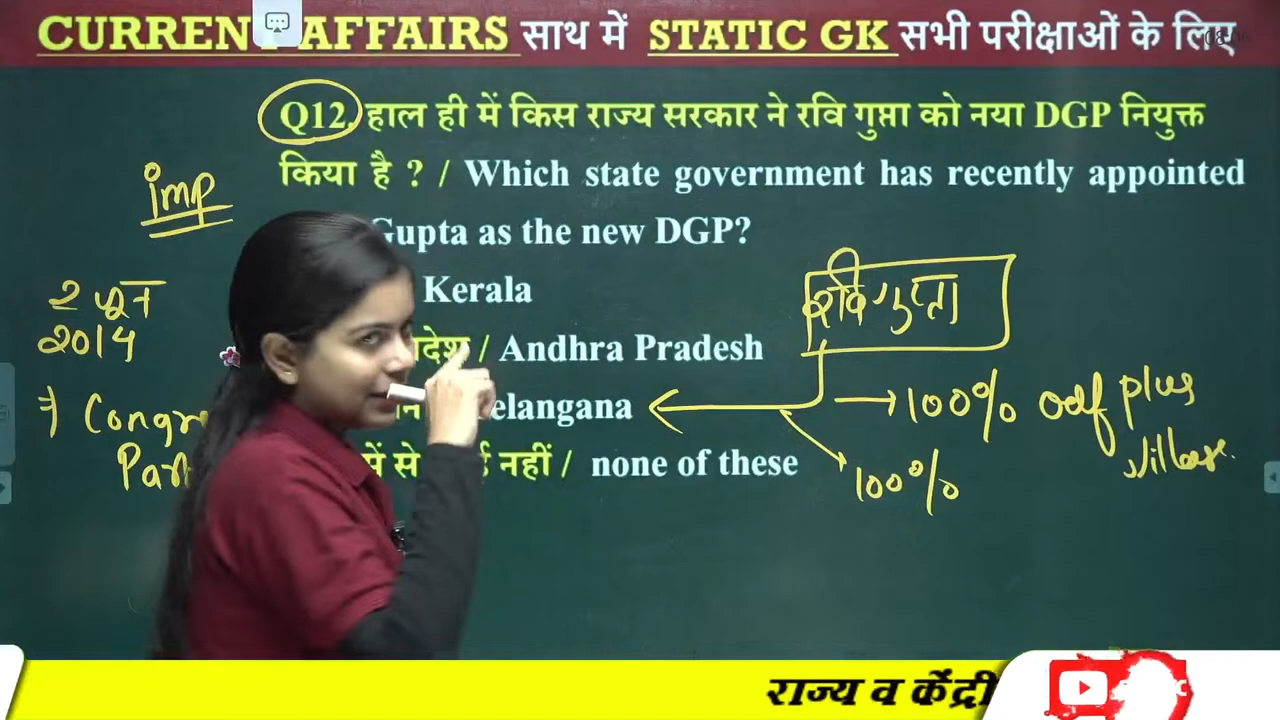 CURRENT AFFAIRS साथ में STATIC GK सभी परीक्षाओं के लिए
Q12. हाल ही में किस राज्य सरकार ने रवि गुप्ता को नया DGP नियुक्त
किया है ? / Which state government has recently appointed
Gupta as the new DGP?
imp
Kerala
रवि गुप्ता
2 जून
2014
/ Andhra Pradesh
elangana
100% odf plus
village
में से नहीं / none of these
100%
राज्य व केंद्री